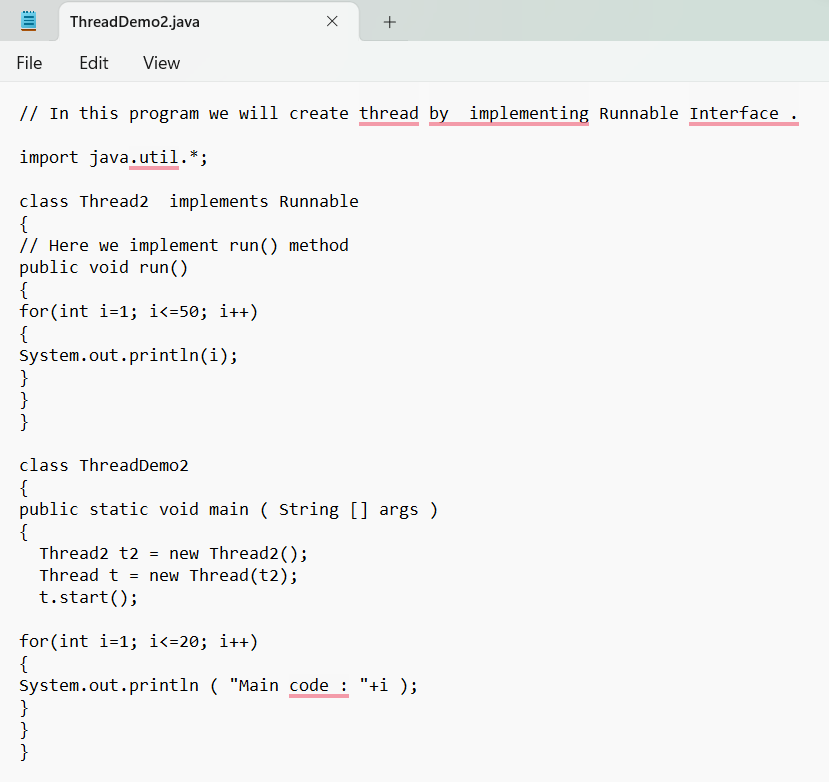 ThreadDemo2.java
File Edit View
// In this program we will create thread by  implementing Runnable Interface .
import java.util.*;
class Thread2  implements Runnable
{
// Here we implement run() method
public void run()
{
for(int i=1; i<=50; i++)
{
System.out.println(i);
}
}
}
class ThreadDemo2
{
public static void main ( String [] args )
{
  Thread2 t2 = new Thread2();
  Thread t = new Thread(t2);
  t.start();
for(int i=1; i<=20; i++)
{
System.out.println ( "Main code : "+i );
}
}
}